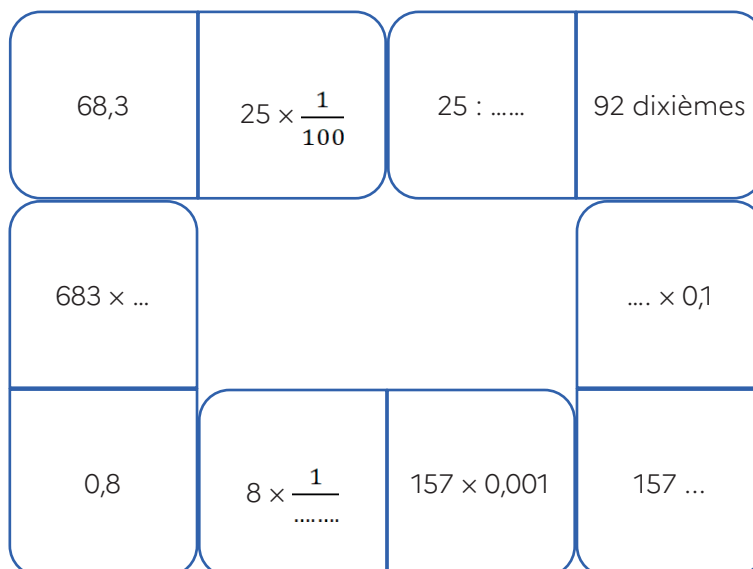 68,3 25 × 1/100 25 : ...... 92 dixièmes
683 × ... .... × 0,1
0,8 8 × 1/........ 157 × 0,001 157 ...